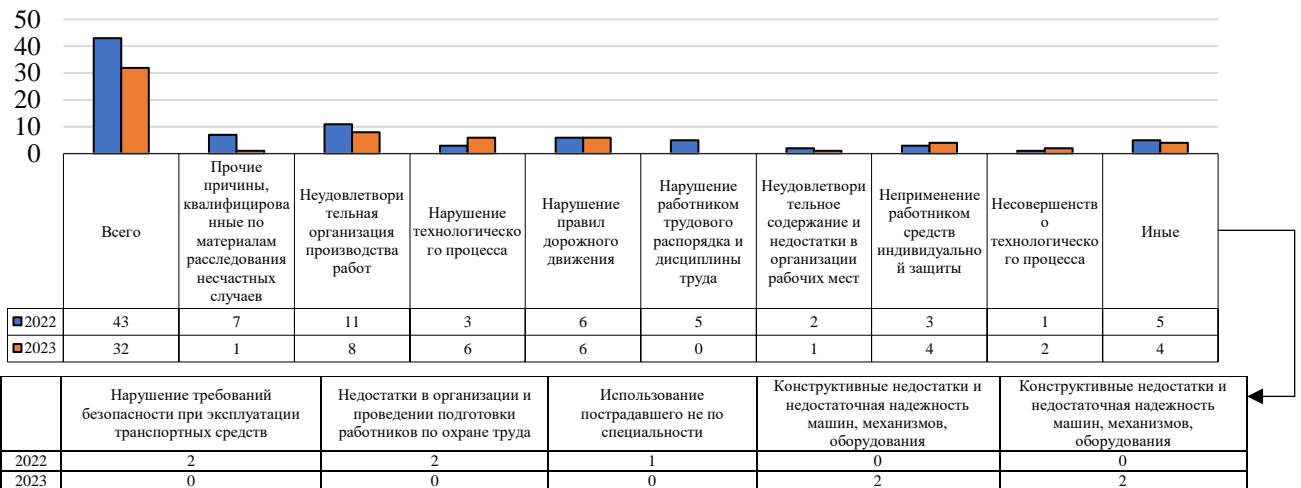 50
40
30
20
10
0
Всего
Прочие
причины,
квалифицирова
нные по
материалам
расследования
несчастных
случаев
Неудовлетвори
тельная
организация
производства
работ
Нарушение
технологическо
го процесса
Нарушение
правил
дорожного
движения
Нарушение
работником
трудового
распорядка и
дисциплины
труда
Неудовлетвори
тельное
содержание и
недостатки в
организации
рабочих мест
Неприменение
работником
средств
индивидуально
й защиты
Несовершенств
о
технологическо
го процесса
Иные
2022 43 7 11 3 6 5 2 3 1 5
2023 32 1 8 6 6 0 1 4 2 4
Нарушение требований
безопасности при эксплуатации
транспортных средств
Недостатки в организации и
проведении подготовки
работников по охране труда
Использование
пострадавшего не по
специальности
Конструктивные недостатки и
недостаточная надежность
машин, механизмов,
оборудования
Конструктивные недостатки и
недостаточная надежность
машин, механизмов,
оборудования
2022 2 2 1 0 0
2023 0 0 0 2 2